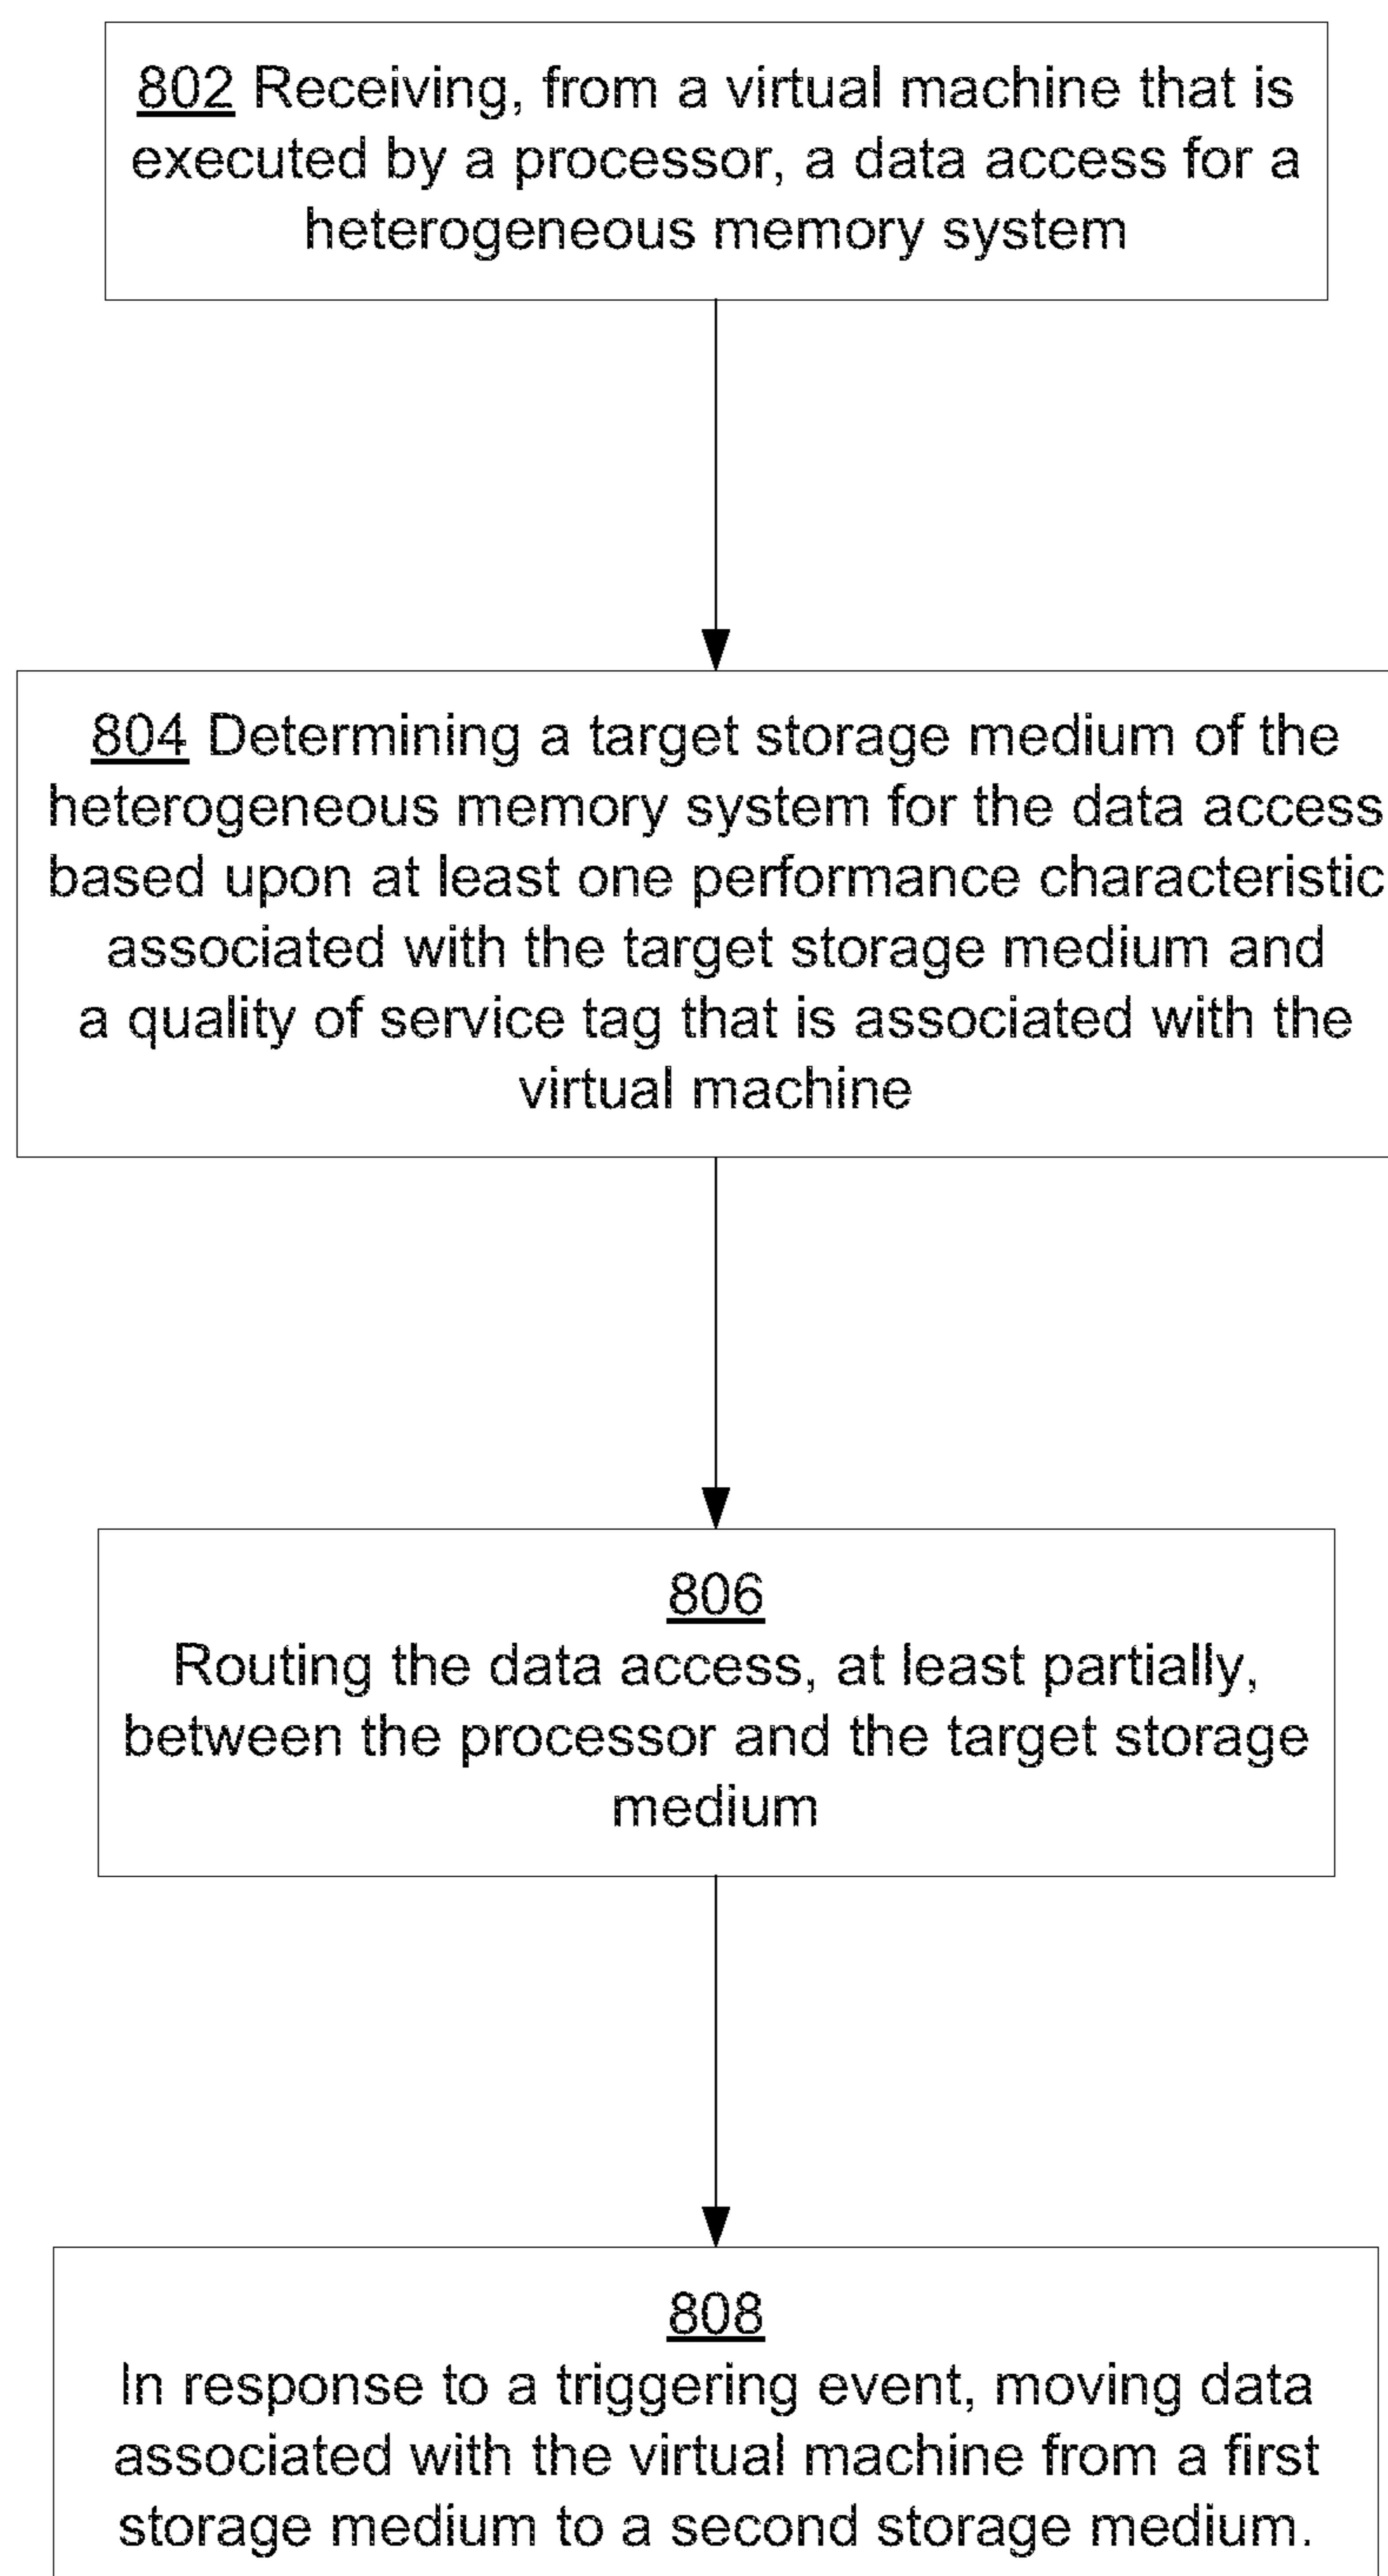 802 Receiving, from a virtual machine that is
executed by a processor, a data access for a
heterogeneous memory system
804 Determining a target storage medium of the
heterogeneous memory system for the data access
based upon at least one performance characteristic
associated with the target storage medium and
a quality of service tag that is associated with the
virtual machine
806
Routing the data access, at least partially,
between the processor and the target storage
medium
808
In response to a triggering event, moving data
associated with the virtual machine from a first
storage medium to a second storage medium.